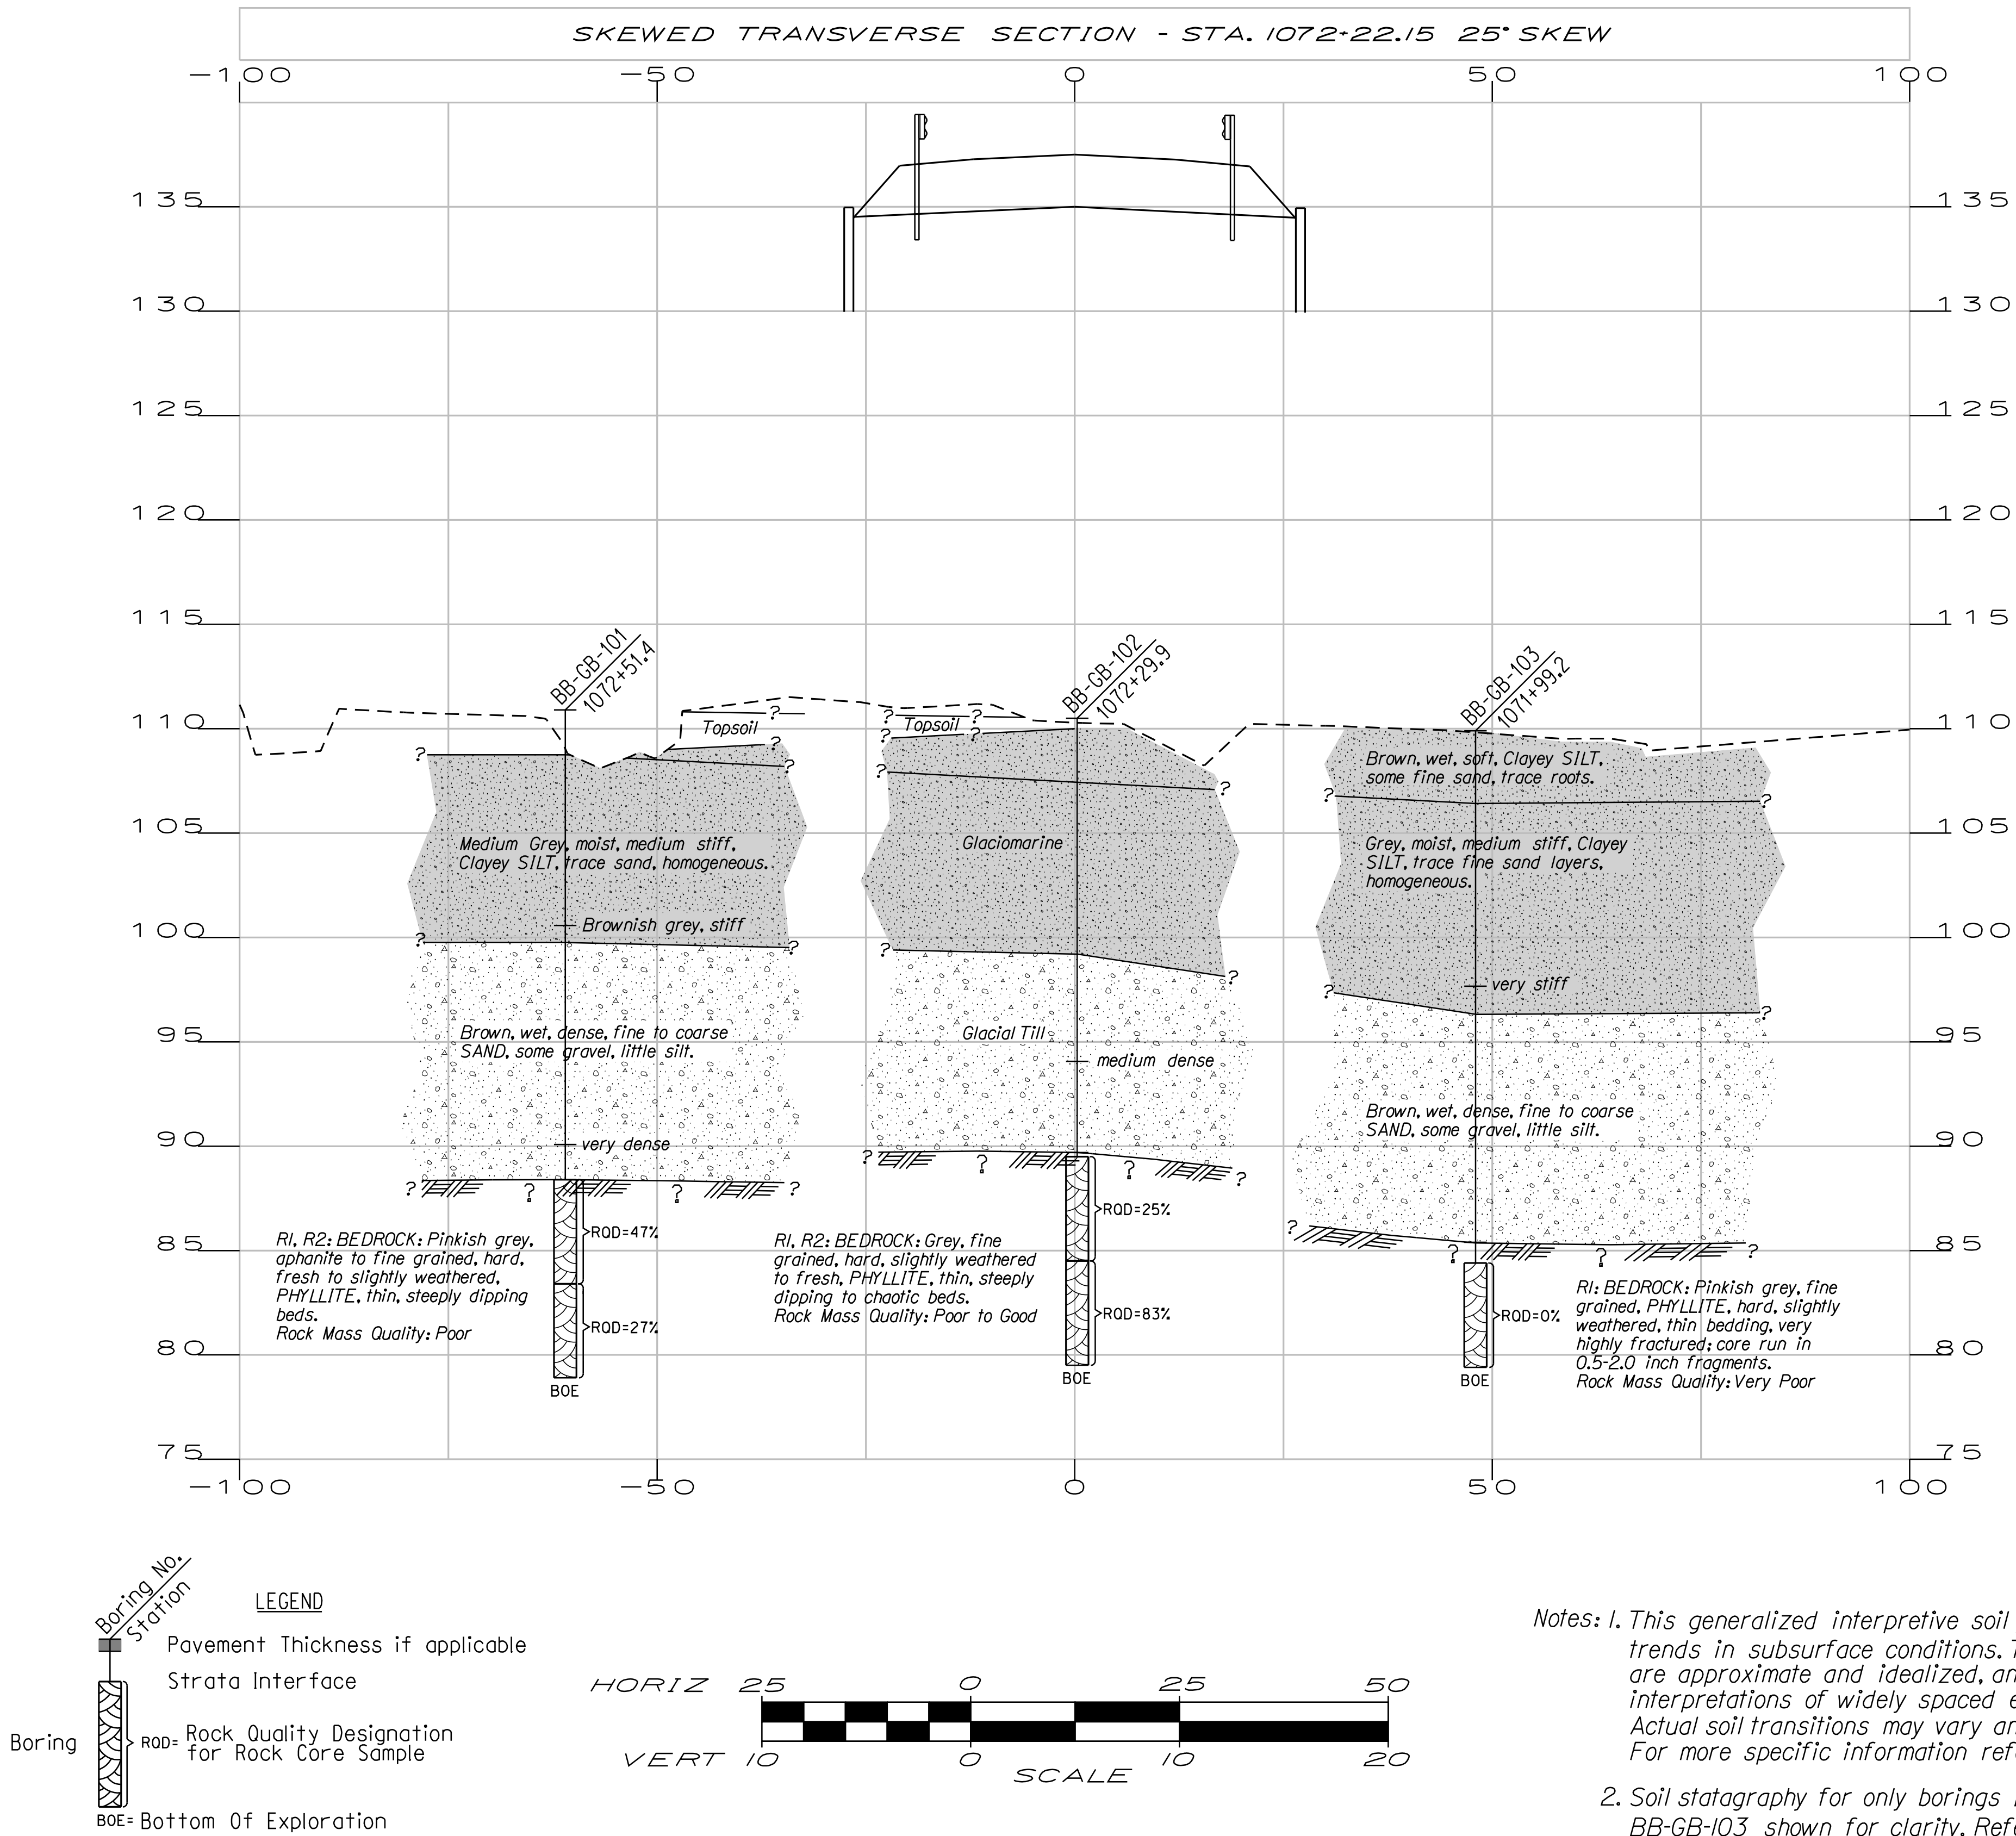 SKEWED TRANSVERSE SECTION - STA. 1072+22.15 25° SKEW
-100 -50 0 50 100
135 135
130 130
125 125
120 120
115 115
BB-GB-101
1072+51.4
BB-GB-102
1072+29.9
BB-GB-103
1071+99.2
110 110
? ? ?
Topsoil Topsoil
? ? ? ?
? ? ?
Brown, wet, soft, Clayey SILT,
some fine sand, trace roots.
? ? ? ?
105 105
Medium Grey, moist, medium stiff,
Clayey SILT, trace sand, homogeneous.
Glaciomarine
Grey, moist, medium stiff, Clayey
SILT, trace fine sand layers,
homogeneous.
Brownish grey, stiff
100 100
? ? ? ?
very stiff
? ?
95 95
Brown, wet, dense, fine to coarse
SAND, some gravel, little silt.
Glacial Till
medium dense
Brown, wet, dense, fine to coarse
SAND, some gravel, little silt.
90 90
very dense
? ? ? ?
? ? ? ?
85 85
? ? ? ?
RQD=47%
RQD=27%
BOE
R1, R2: BEDROCK: Pinkish grey,
aphanite to fine grained, hard,
fresh to slightly weathered,
PHYLLITE, thin, steeply dipping
beds.
Rock Mass Quality: Poor
RQD=25%
RQD=83%
BOE
R1, R2: BEDROCK: Grey, fine
grained, hard, slightly weathered
to fresh, PHYLLITE, thin, steeply
dipping to chaotic beds.
Rock Mass Quality: Poor to Good
RQD=0%
BOE
R1: BEDROCK: Pinkish grey, fine
grained, PHYLLITE, hard, slightly
weathered, thin bedding, very
highly fractured; core run in
0.5-2.0 inch fragments.
Rock Mass Quality: Very Poor
80 80
75 75
-100 -50 0 50 100
Boring No.
Station
LEGEND
Pavement Thickness if applicable
Strata Interface
Boring
RQD= Rock Quality Designation
for Rock Core Sample
BOE= Bottom Of Exploration
HORIZ 25 0 25 50
VERT 10 0 10 20
SCALE
Notes: 1. This generalized interpretive soil
trends in subsurface conditions.
are approximate and idealized,
interpretations of widely spaced
Actual soil transitions may vary
For more specific information
2. Soil statagraphy for only borings
BB-GB-103 shown for clarity.